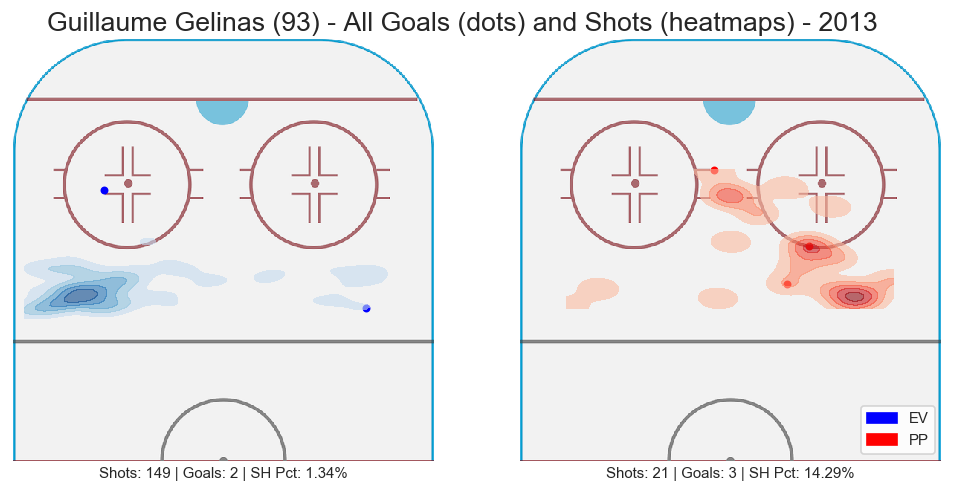 Guillaume Gelinas (93) - All Goals (dots) and Shots (heatmaps) - 2013
EV
PP
Shots: 149 | Goals: 2 | SH Pct: 1.34%
Shots: 21 | Goals: 3 | SH Pct: 14.29%